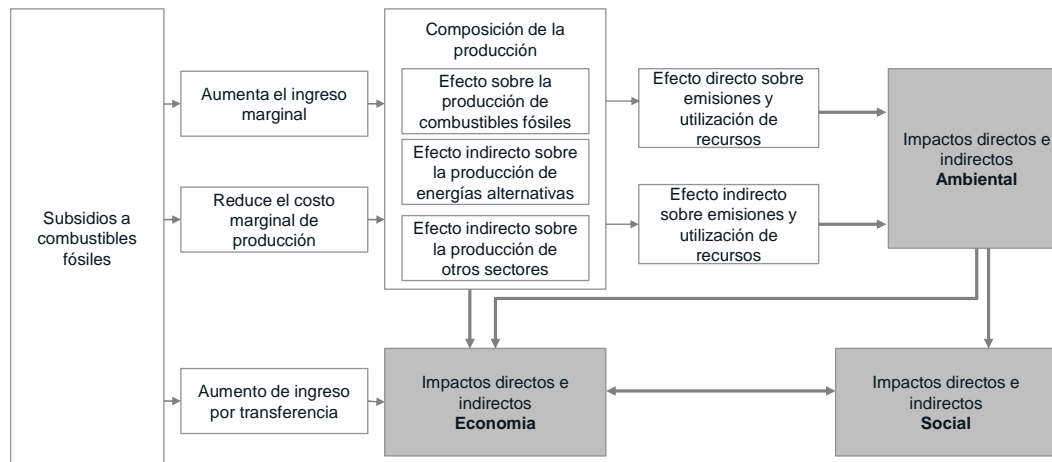 Subsidios a
combustibles
fósiles
Aumenta el ingreso
marginal
Reduce el costo
marginal de
producción
Aumento de ingreso
por transferencia
Composición de la
producción
Efecto sobre la
producción de
combustibles fósiles
Efecto indirecto sobre
la producción de
energías alternativas
Efecto indirecto sobre
la producción de
otros sectores
Efecto directo sobre
emisiones y
utilización de
recursos
Efecto indirecto
sobre emisiones y
utilización de
recursos
Impactos directos e
indirectos
Ambiental
Impactos directos e
indirectos
Economia
Impactos directos e
indirectos
Social